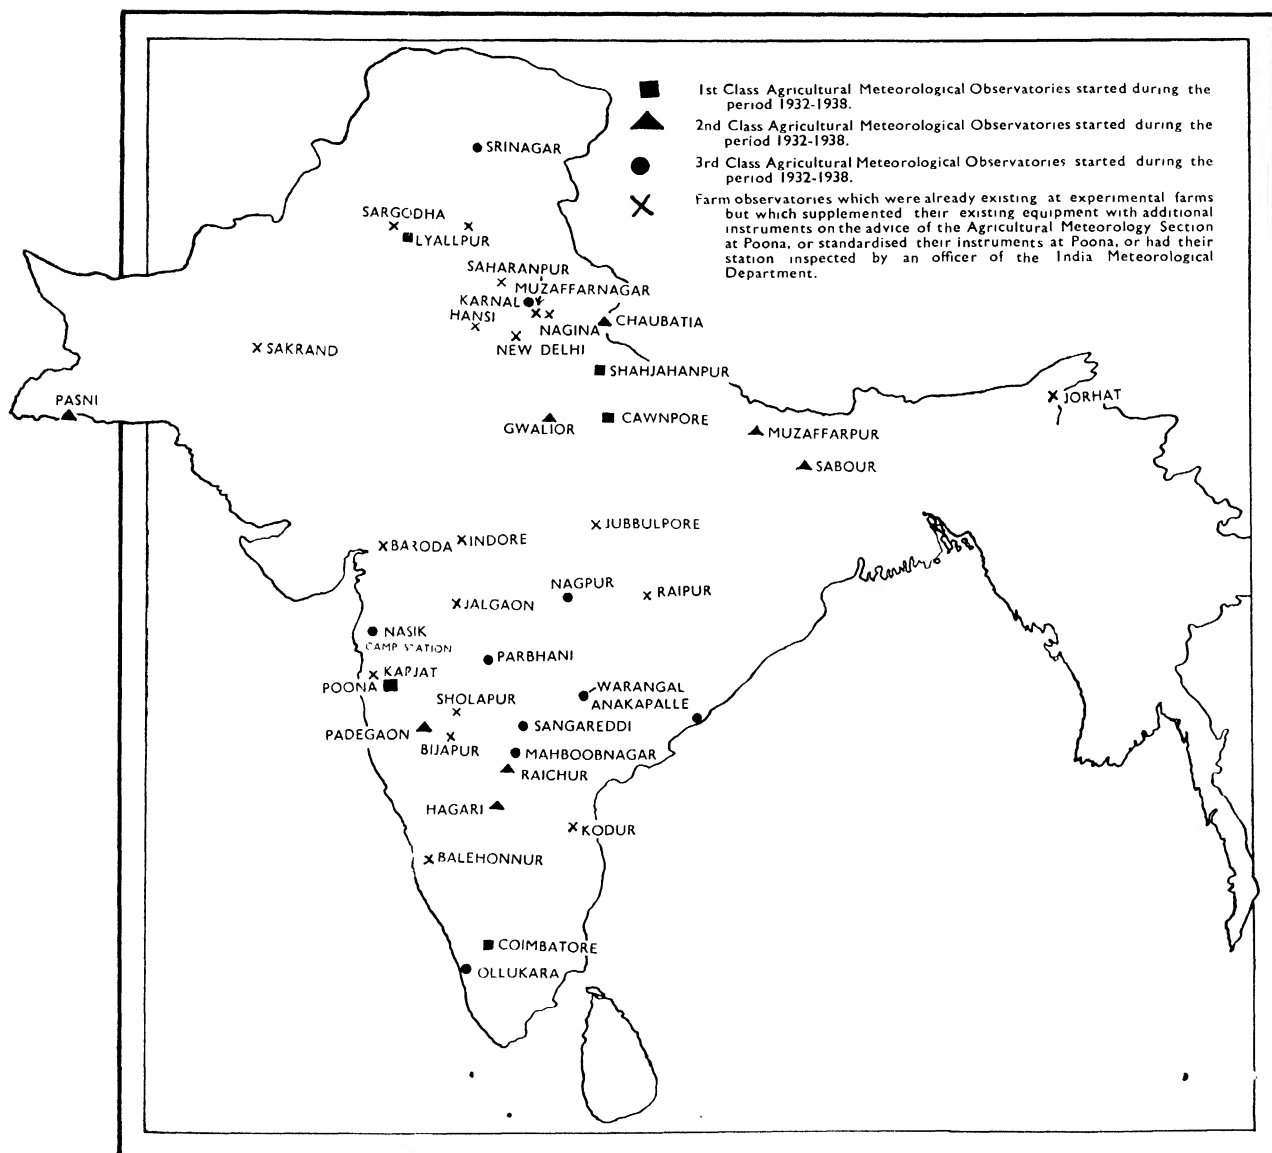 1st Class Agricultural Meteorological Observatories started during the
period 1932-1938.
2nd Class Agricultural Meteorological Observatories started during the
period 1932-1938.
3rd Class Agricultural Meteorological Observatories started during the
period 1932-1938.
Farm observatories which were already existing at experimental farms
but which supplemented their existing equipment with additional
instruments on the advice of the Agricultural Meteorology Section
at Poona, or standardised their instruments at Poona, or had their
station inspected by an officer of the India Meteorological
Department.
SRINAGAR
SARGODHA
LYALLPUR
SAHARANPUR
MUZAFFARNAGAR
KARNAL
HANSI
NAGINA
CHAUBATIA
NEW DELHI
SAKRAND
SHAHJAHANPUR
PASNI
JORHAT
GWALIOR
CAWNPORE
MUZAFFARPUR
SABOUR
JUBBULPORE
BARODA
INDORE
NAGPUR
RAIPUR
JALGAON
NASIK
CAMP STATION
PARBHANI
KARJAT
POONA
WARANGAL
SHOLAPUR
ANAKAPALLE
PADEGAON
SANGAREDDI
BIJAPUR
MAHBOOBNAGAR
RAICHUR
HAGARI
KODUR
BALEHONNUR
COIMBATORE
OLLUKARA